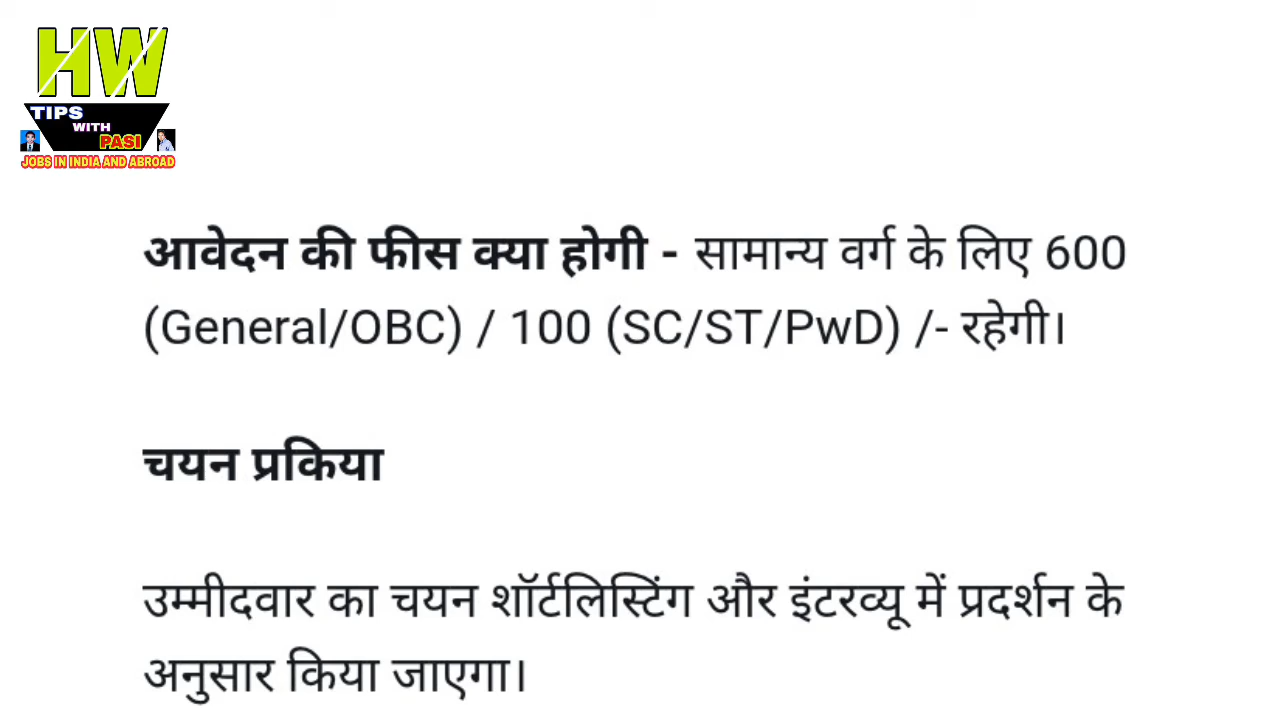 HW
TIPS
WITH
PASI
JOBS IN INDIA AND ABROAD
आवेदन की फीस क्या होगी - सामान्य वर्ग के लिए 600
(General/OBC) / 100 (SC/ST/PwD) /- रहेगी।
चयन प्रकिया
उम्मीदवार का चयन शॉर्टलिस्टिंग और इंटरव्यू में प्रदर्शन के
अनुसार किया जाएगा।